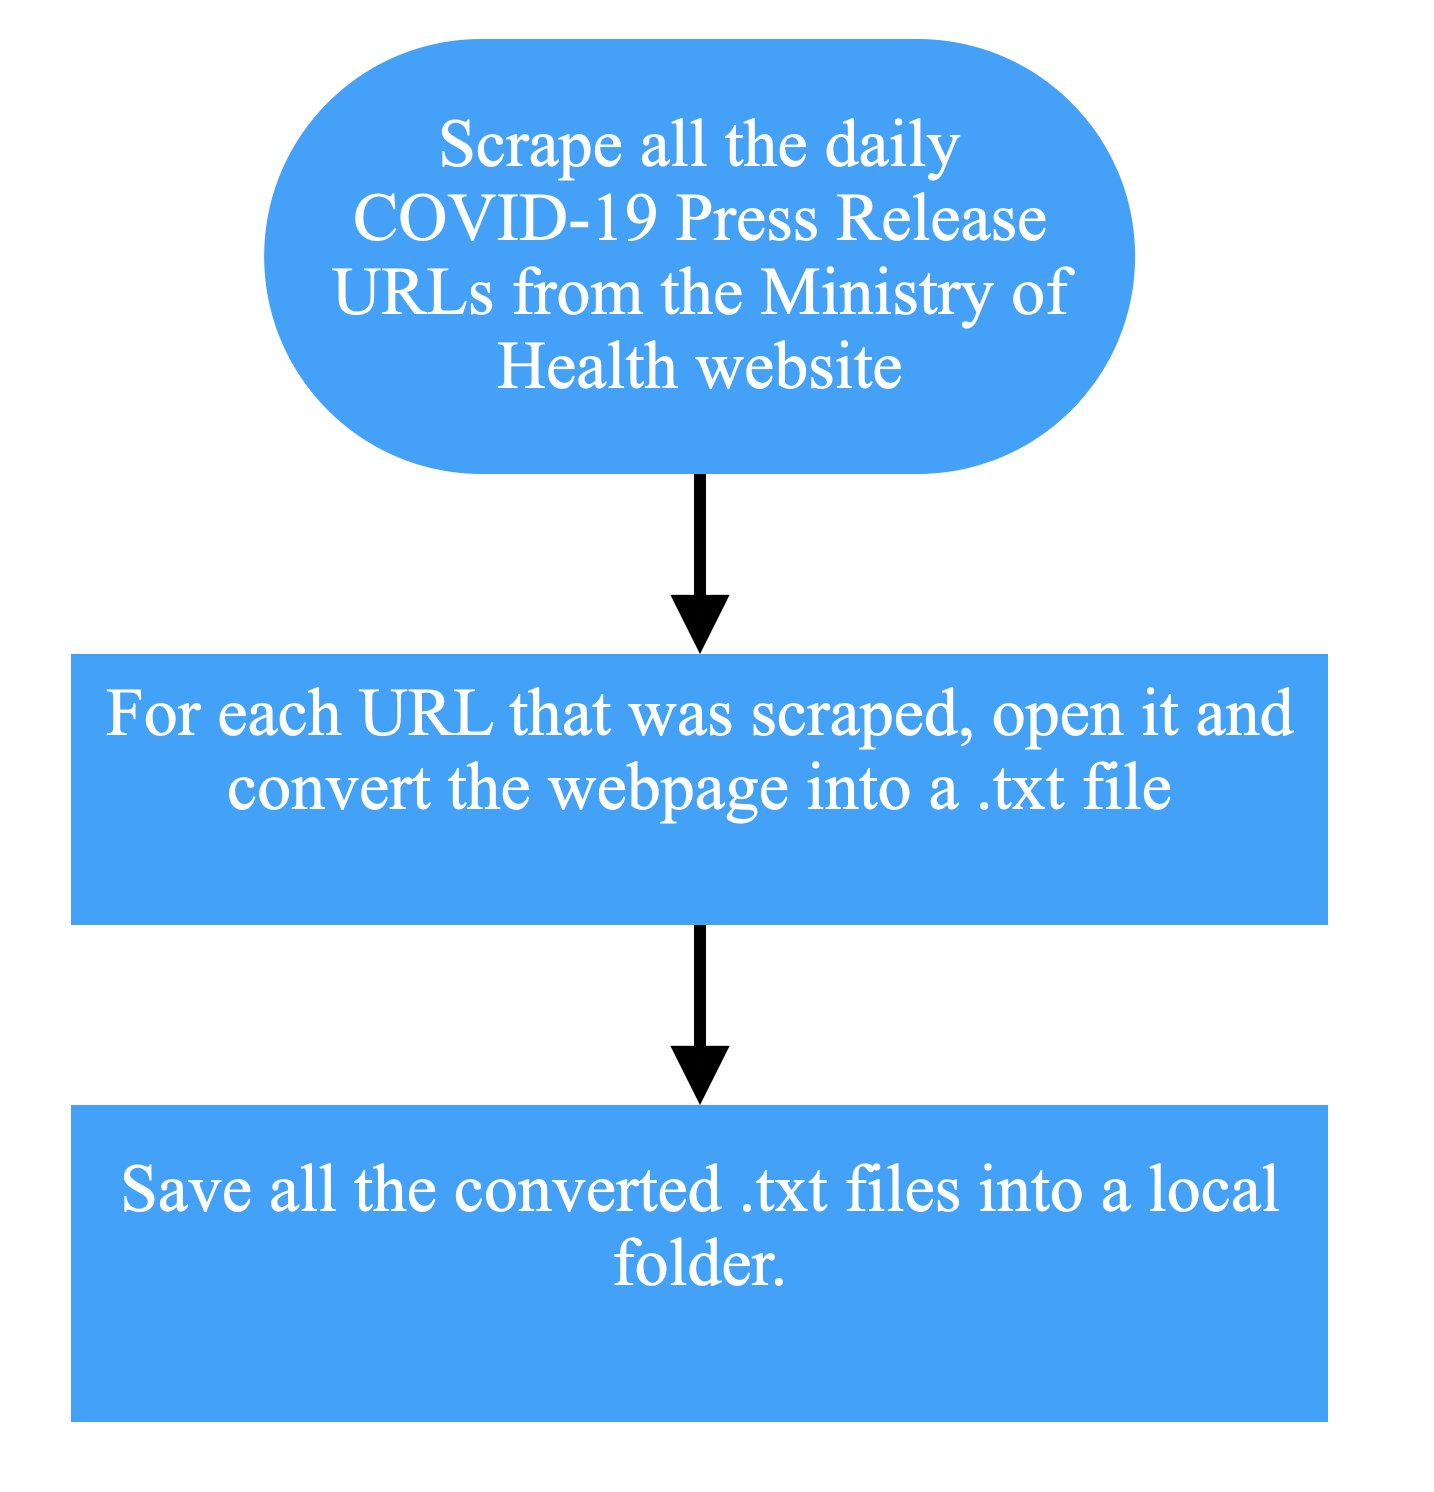 Scrape all the daily
COVID-19 Press Release
URLs from the Ministry of
Health website
For each URL that was scraped, open it and
convert the webpage into a .txt file
Save all the converted .txt files into a local
folder.